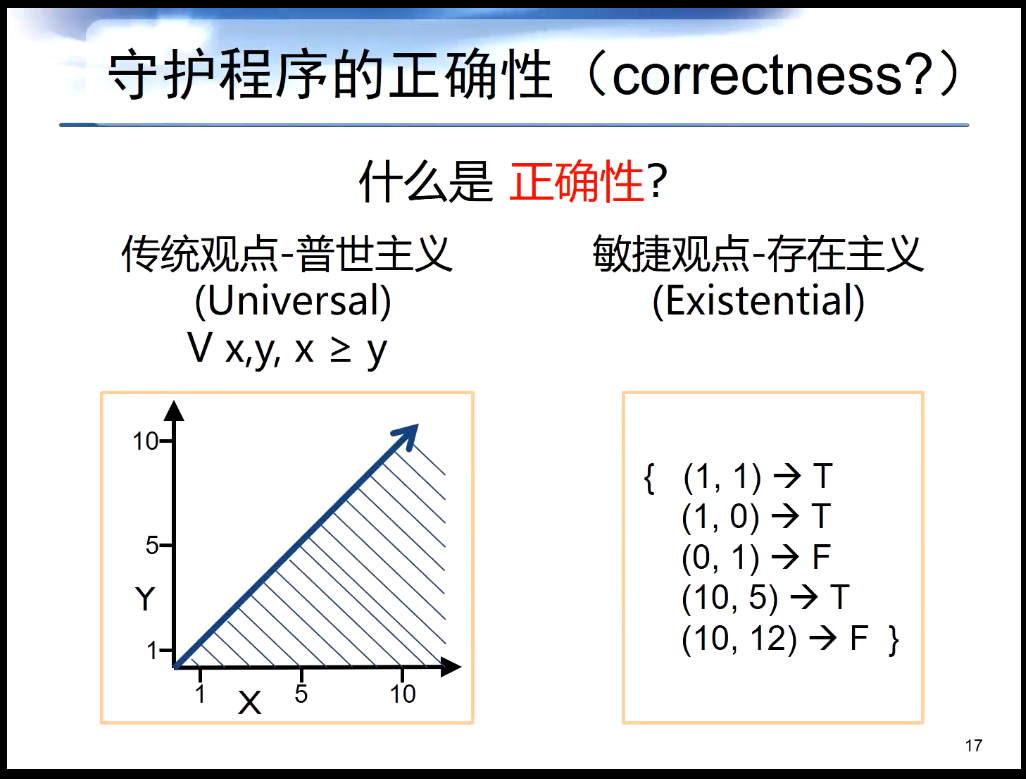 守护程序的正确性（correctness?）
什么是 正确性?
传统观点-普世主义
(Universal)
∀ x,y, x ≥ y
10
5
Y
1
1
5
10
X
敏捷观点-存在主义
(Existential)
{ (1, 1) → T
(1, 0) → T
(0, 1) → F
(10, 5) → T
(10, 12) → F }
17